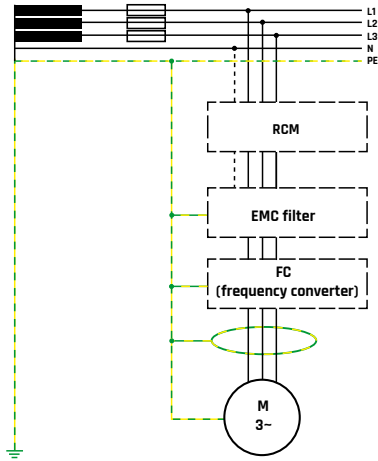 L1
L2
L3
N
PE
RCM
EMC filter
FC
(frequency converter)
M
3~